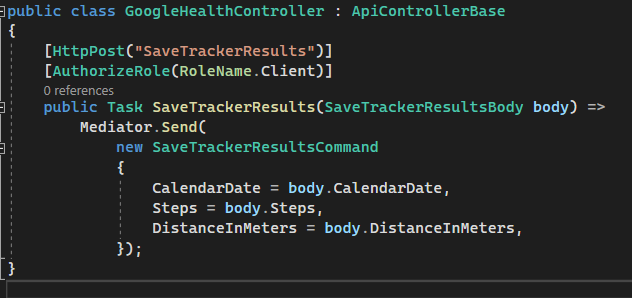 public class GoogleHealthController : ApiControllerBase
{
[HttpPost("SaveTrackerResults")]
[AuthorizeRole(RoleName.Client)]
0 references
public Task SaveTrackerResults(SaveTrackerResultsBody body) =>
Mediator.Send(
new SaveTrackerResultsCommand
{
CalendarDate = body.CalendarDate,
Steps = body.Steps,
DistanceInMeters = body.DistanceInMeters,
});
}